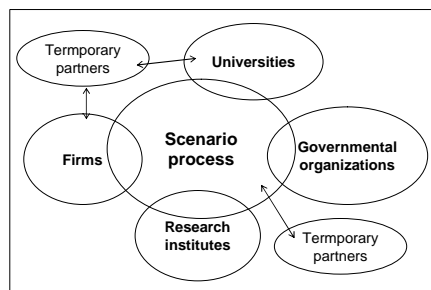 Termporary
partners
Universities
Scenario
process
Governmental
organizations
Firms
Research
institutes
Termporary
partners